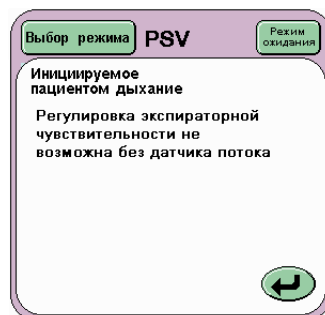 Выбор режима PSV Режим ожидания
Инициируемое
пациентом дыхание
Регулировка экспираторной
чувствительности не
возможна без датчика потока